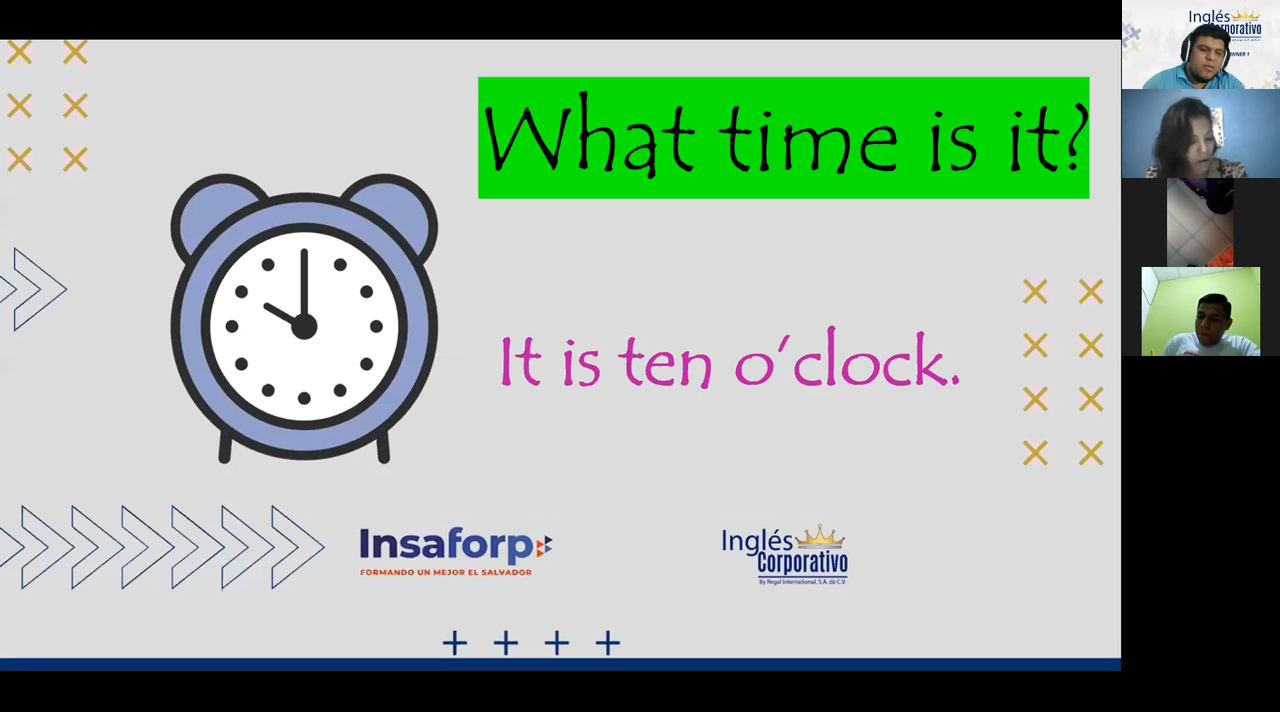 What time is it?
It is ten o'clock.
Insaforp
FORMANDO UN MEJOR EL SALVADOR
Inglés
Corporativo
By Regal International, S.A. de C.V.
Inglés